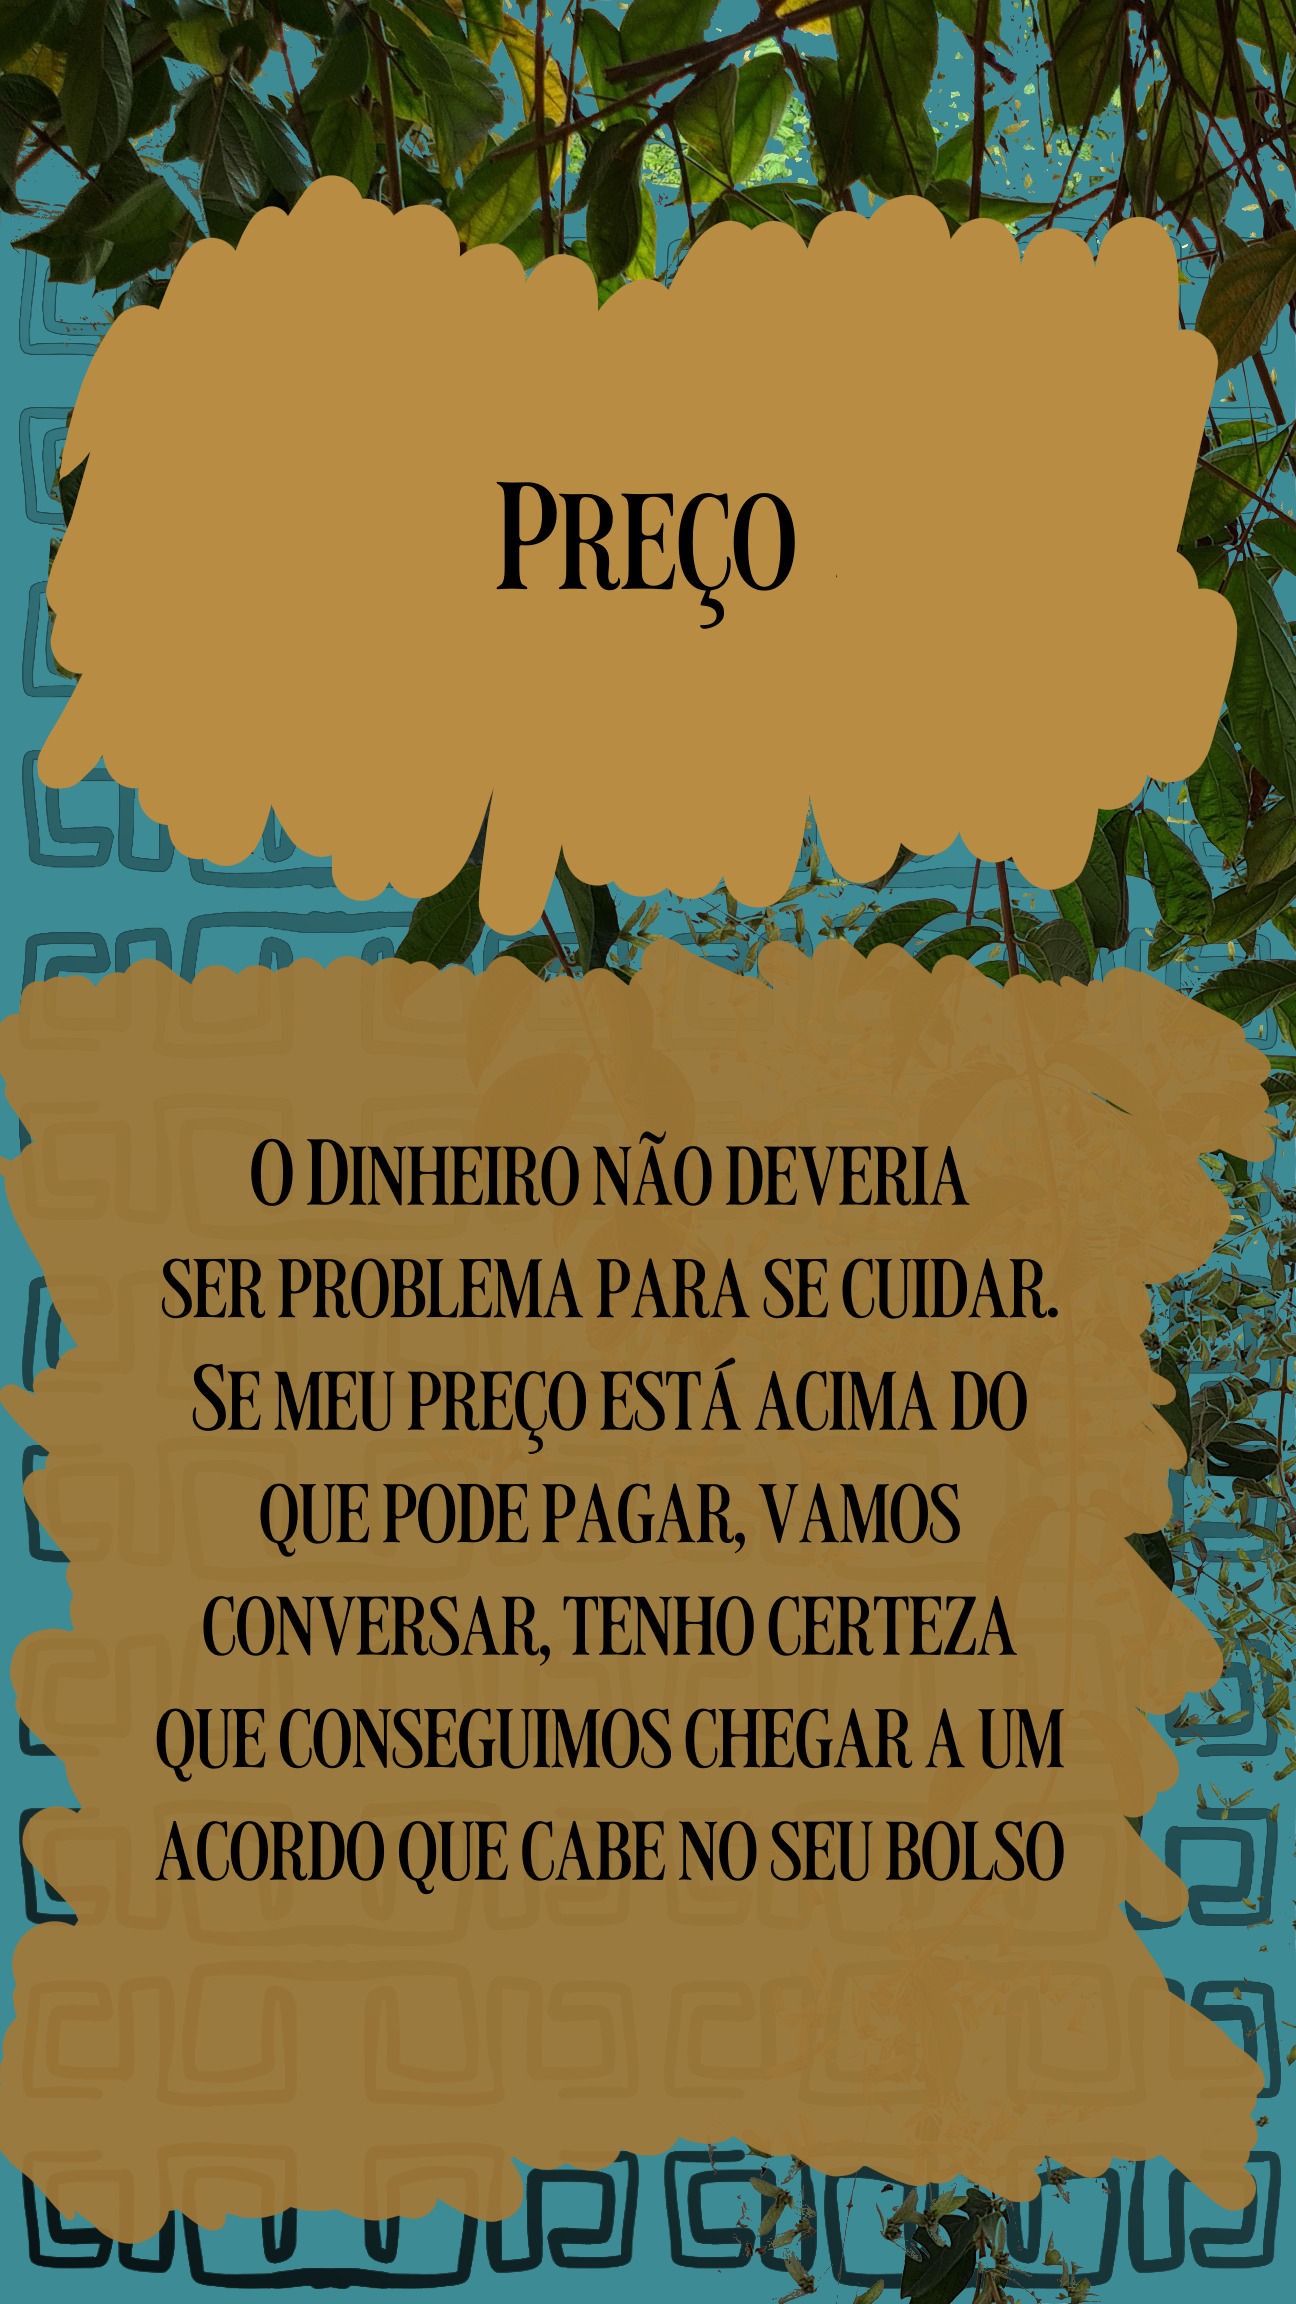 Preço
O Dinheiro não deveria
ser problema para se cuidar.
Se meu preço está acima do
que pode pagar, vamos
conversar, tenho certeza
que conseguimos chegar a um
acordo que cabe no seu bolso